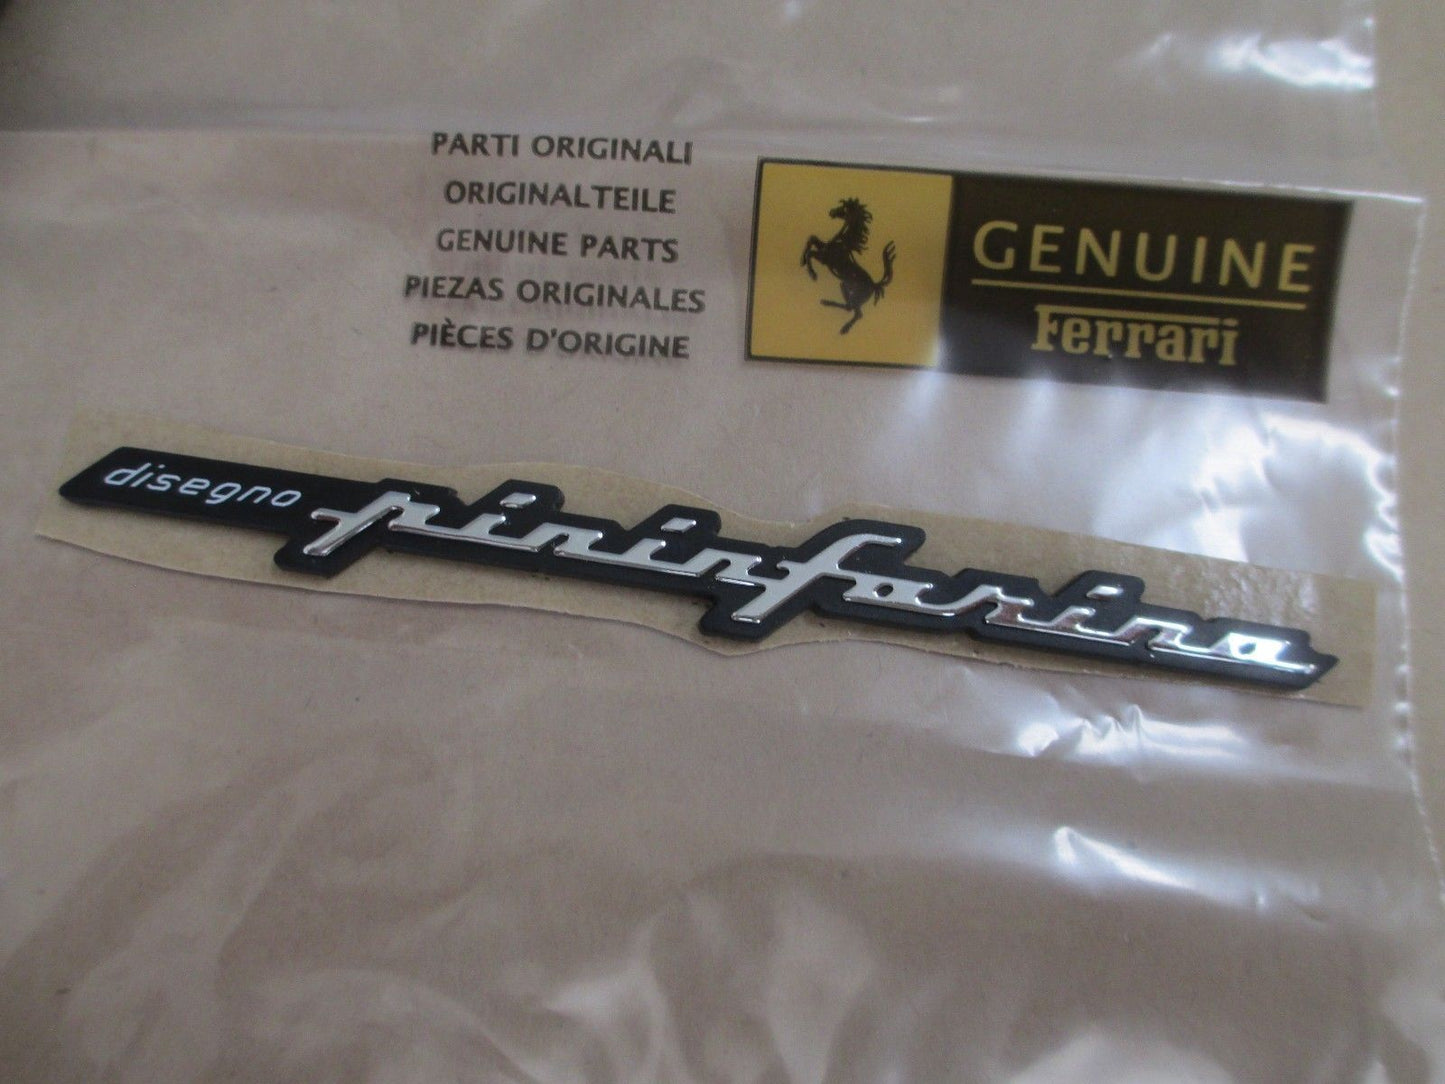 PARTI ORIGINALI
ORIGINALTEILE
GENUINE PARTS
PIEZAS ORIGINALES
PIÈCES D'ORIGINE
GENUINE
Ferrari
disegno pininfarina